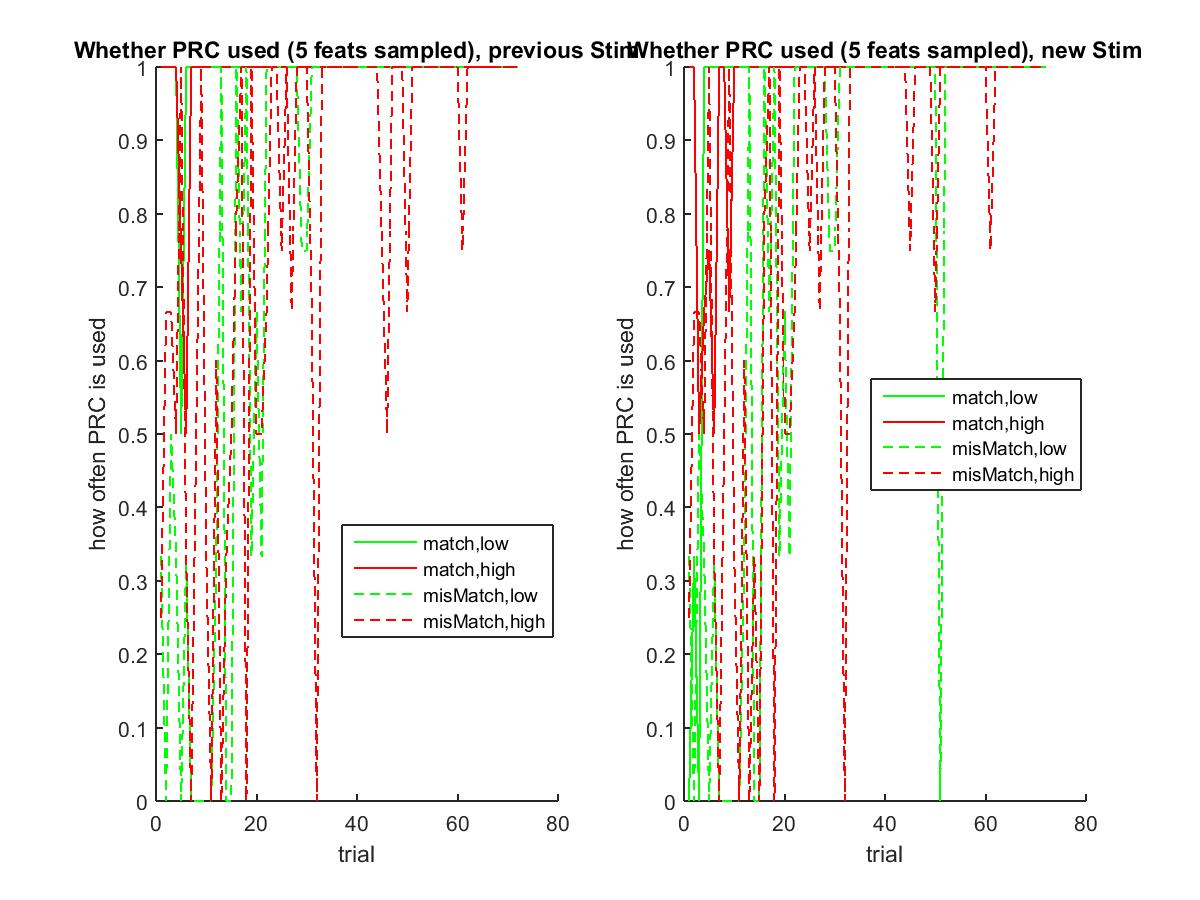 Whether PRC used (5 feats sampled), previous Stim
Whether PRC used (5 feats sampled), new Stim
how often PRC is used
1
0.9
0.8
0.7
0.6
0.5
0.4
0.3
0.2
0.1
0
0
20
40
60
80
trial
match,low
match,high
misMatch,low
misMatch,high
how often PRC is used
1
0.9
0.8
0.7
0.6
0.5
0.4
0.3
0.2
0.1
0
0
20
40
60
80
trial
match,low
match,high
misMatch,low
misMatch,high